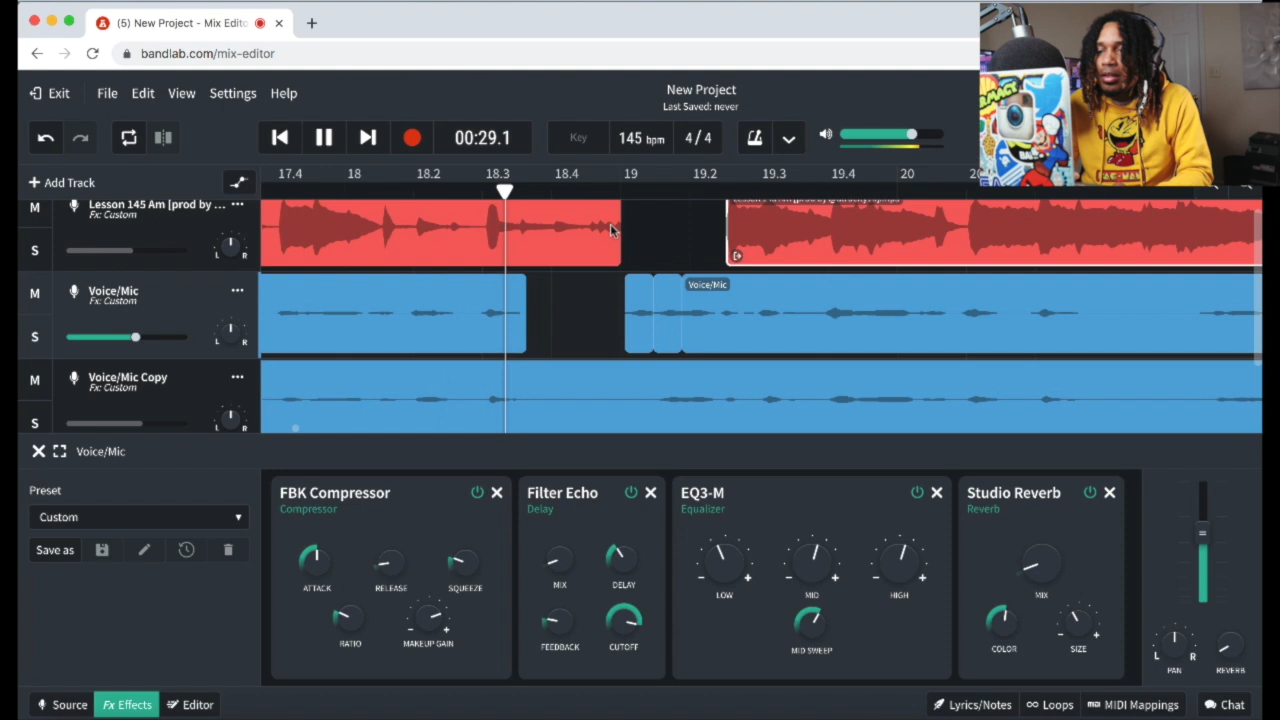 (5) New Project - Mix Edito
bandlab.com/mix-editor
Exit File Edit View Settings Help
New Project
Last Saved: never
00:29.1
Key 145 bpm 4 / 4
Add Track
17.4 18 18.2 18.3 18.4 19 19.2 19.3 19.4 20
M Lesson 145 Am [prod by ... •••
Fx: Custom
S L R
M Voice/Mic •••
Fx: Custom
Voice/Mic
S L R
M Voice/Mic Copy •••
Fx: Custom
S L R
Voice/Mic
Preset
Custom
Save as
FBK Compressor
Compressor
ATTACK RELEASE SQUEEZE
RATIO MAKEUP GAIN
Filter Echo
Delay
MIX DELAY
FEEDBACK CUTOFF
EQ3-M
Equalizer
LOW MID HIGH
MID SWEEP
Studio Reverb
Reverb
MIX
COLOR SIZE
L R
PAN REVERB
Source Fx Effects Editor
Lyrics/Notes Loops MIDI Mappings Chat